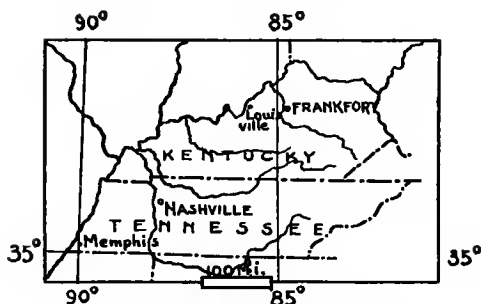 90° 85°
Louis
ville
FRANKFORT
KENTUCKY
NASHVILLE
TENNESSEE
Memphis
35° 35°
100 Mi.
90° 85°